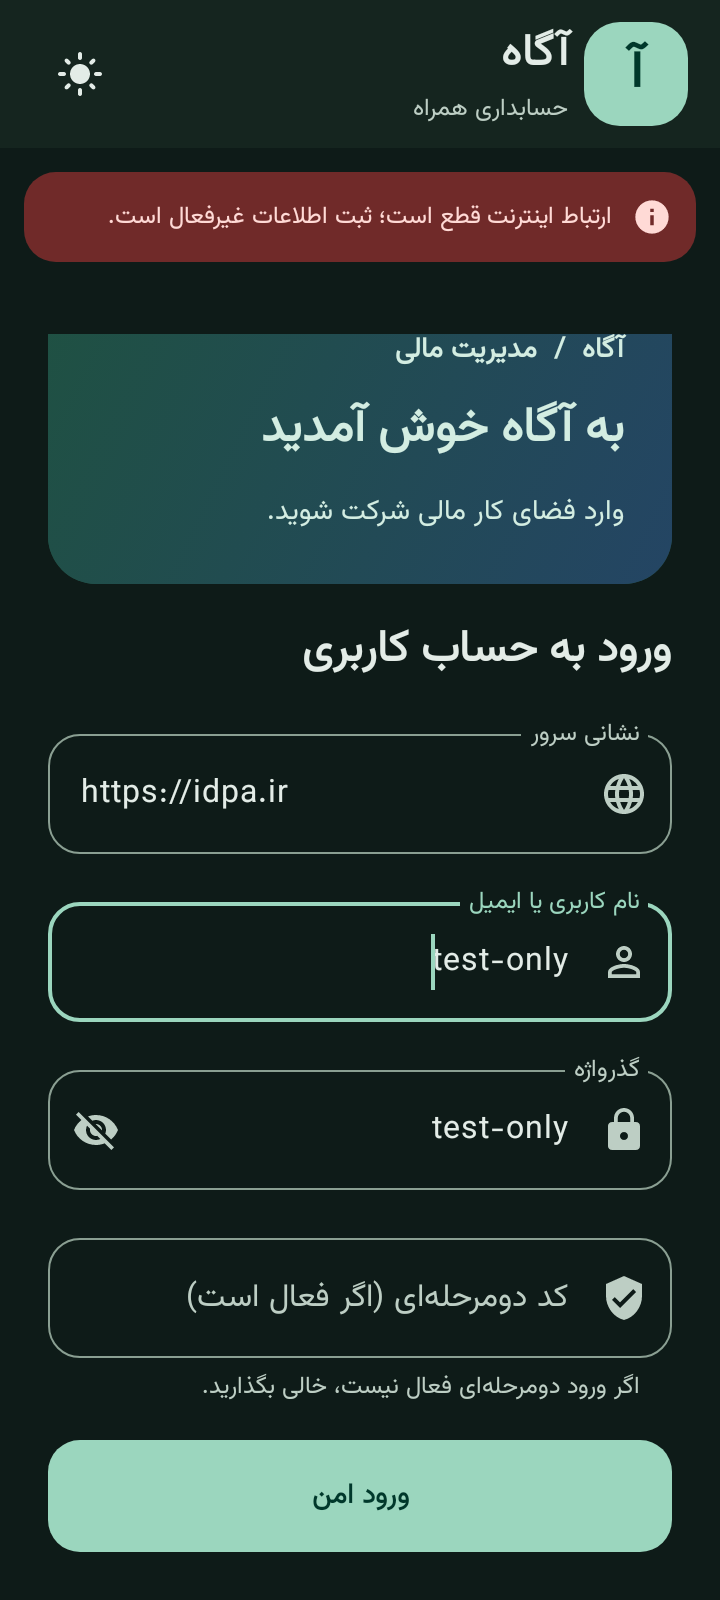 آ
آگاه
حسابداری همراه
ارتباط اینترنت قطع است؛ ثبت اطلاعات غیرفعال است.
آگاه / مدیریت مالی
به آگاه خوش آمدید
وارد فضای کار مالی شرکت شوید.
ورود به حساب کاربری
نشانی سرور
https://idpa.ir
نام کاربری یا ایمیل
test-only
گذرواژه
test-only
کد دومرحله‌ای (اگر فعال است)
اگر ورود دومرحله‌ای فعال نیست، خالی بگذارید.
ورود امن